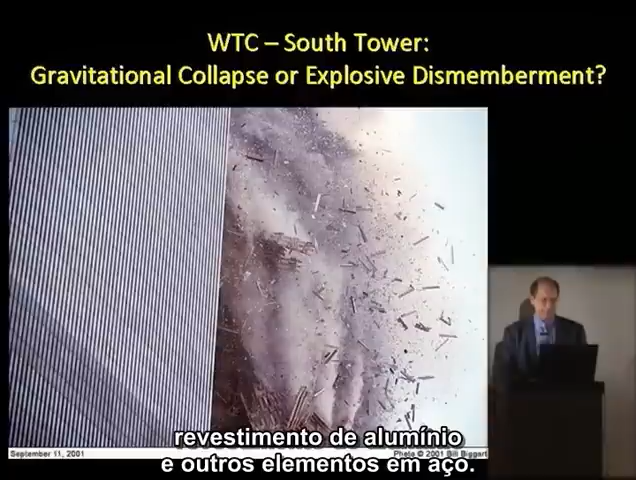 WTC – South Tower:
Gravitational Collapse or Explosive Dismemberment?
revestimento de alumínio
September 11, 2001
Photo © 2001 Bill Biggart
e outros elementos em aço.